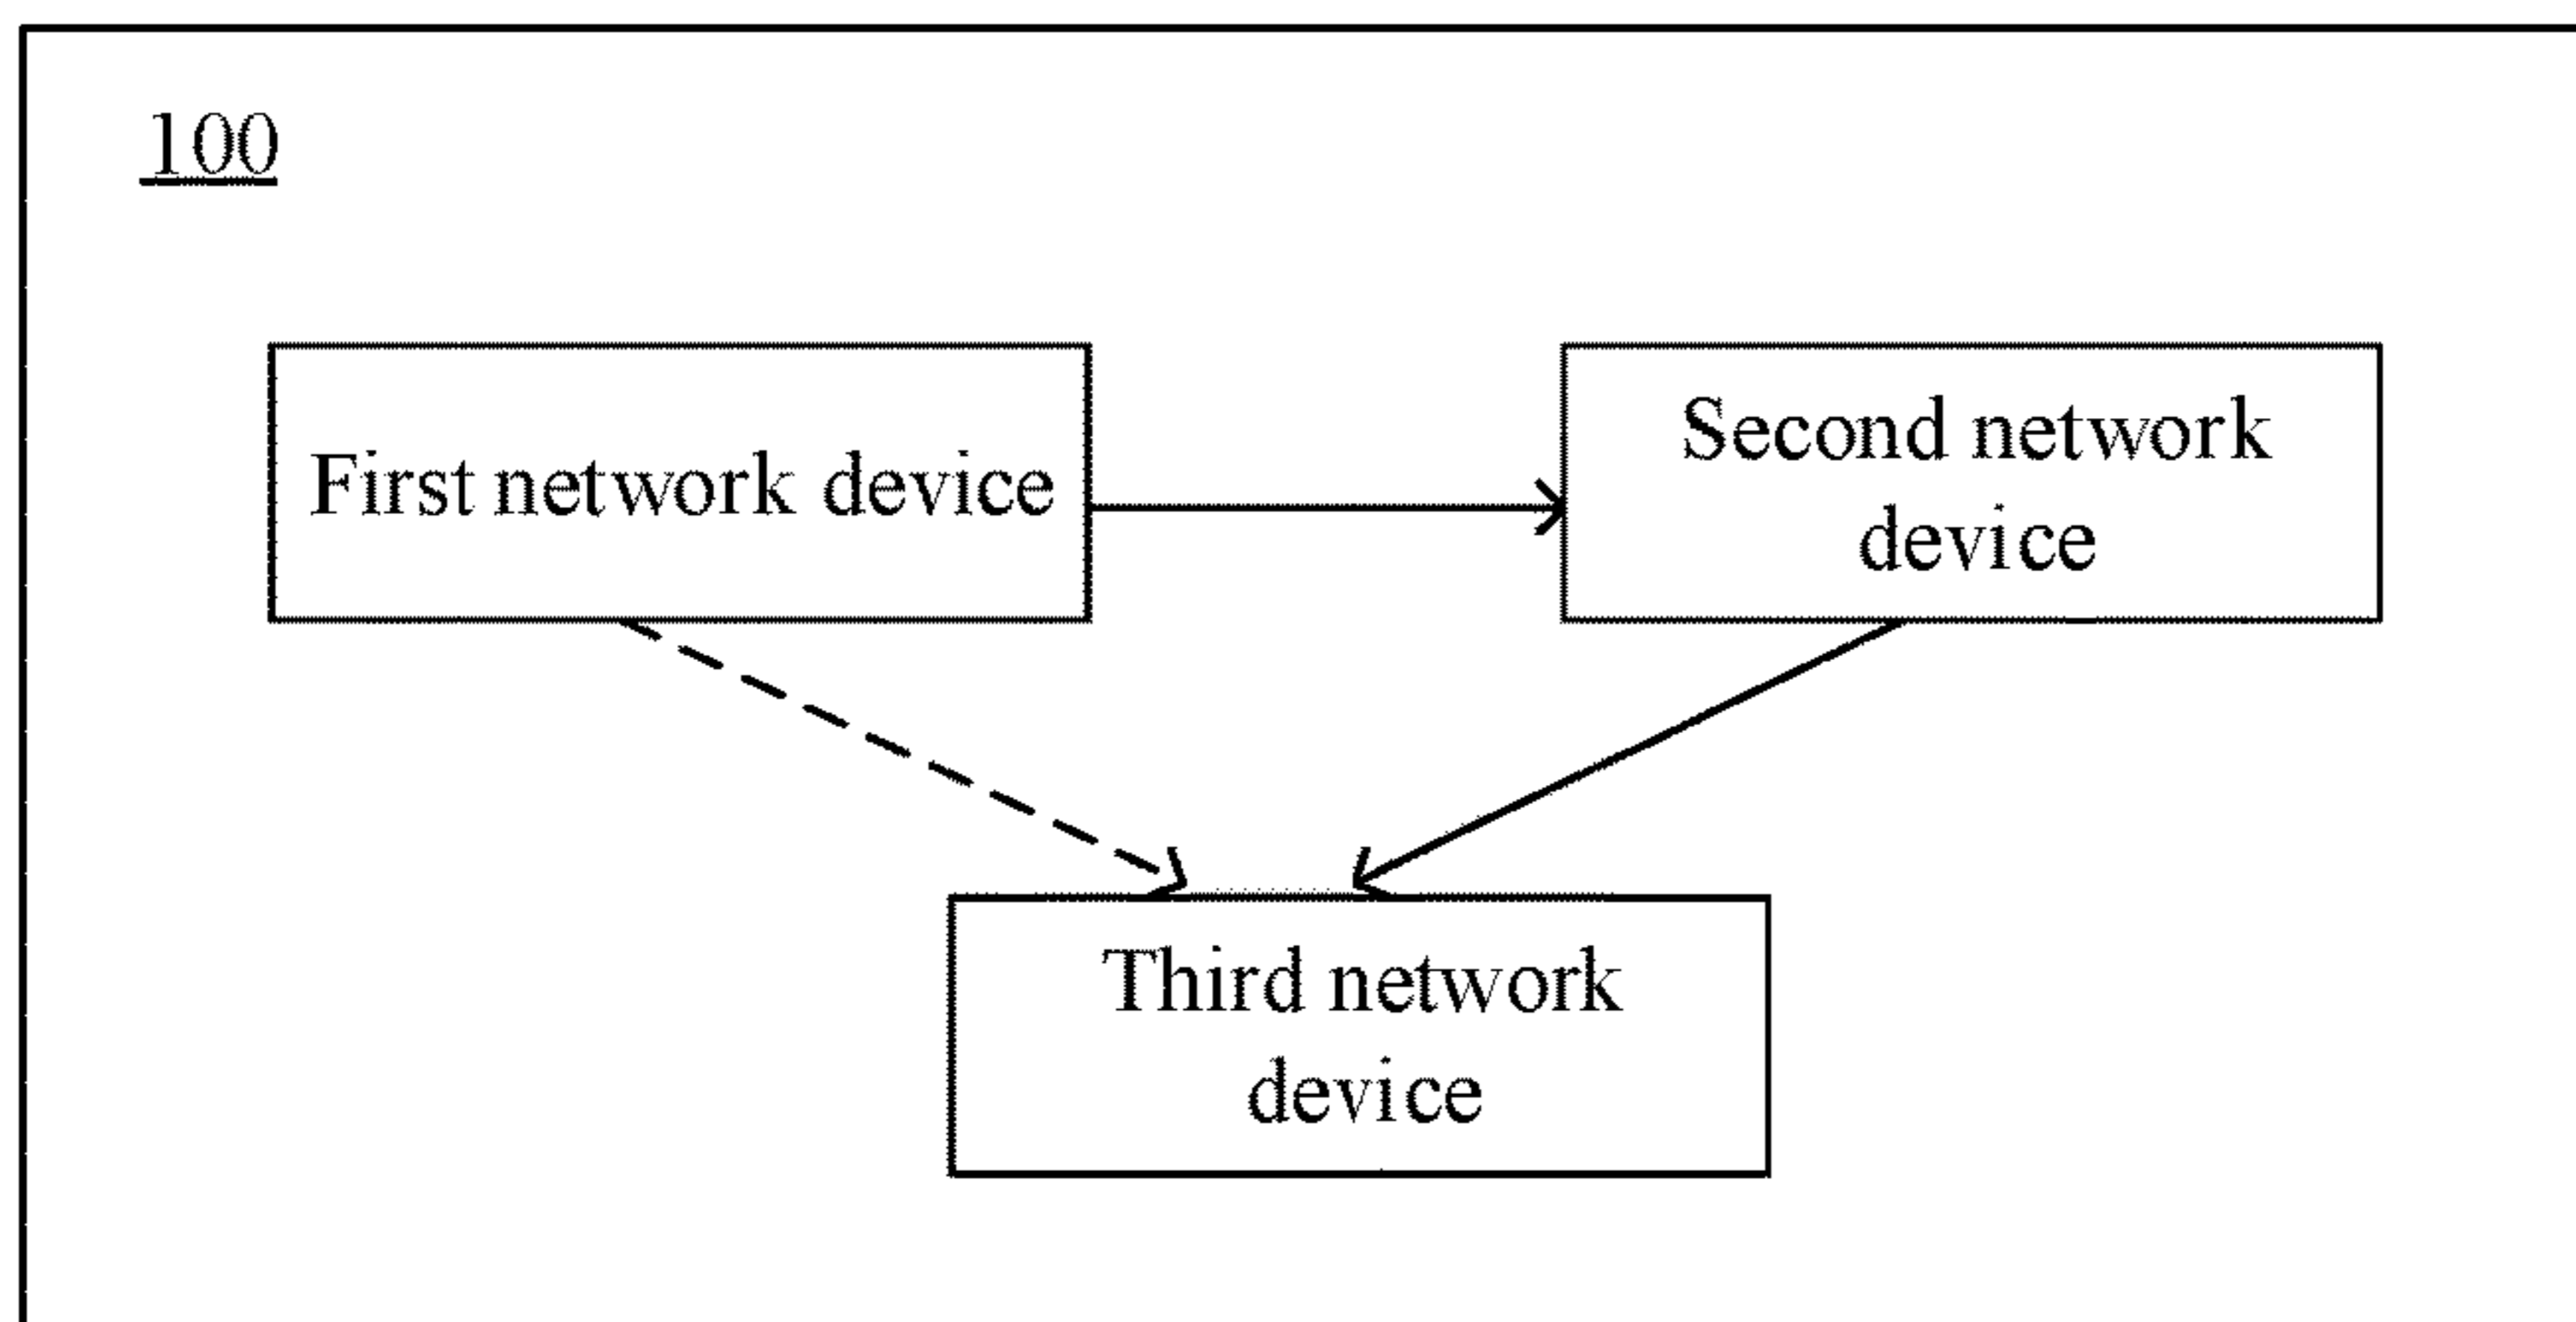 100
First network device
Second network
device
Third network
device